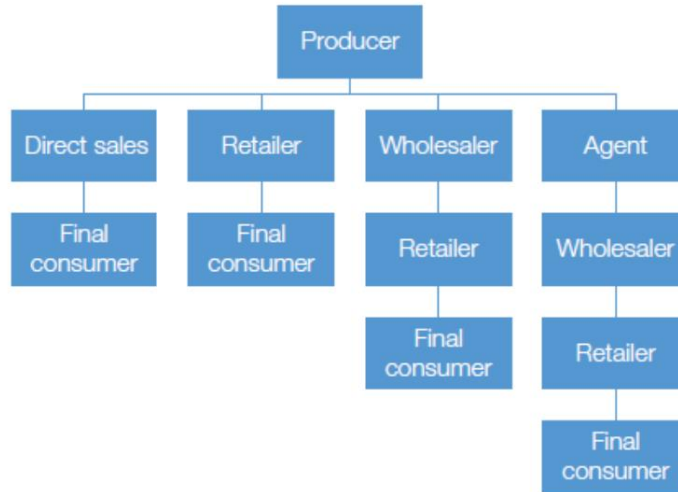 Producer
Direct sales
Retailer
Wholesaler
Agent
Final
consumer
Final
consumer
Retailer
Wholesaler
Final
consumer
Retailer
Final
consumer